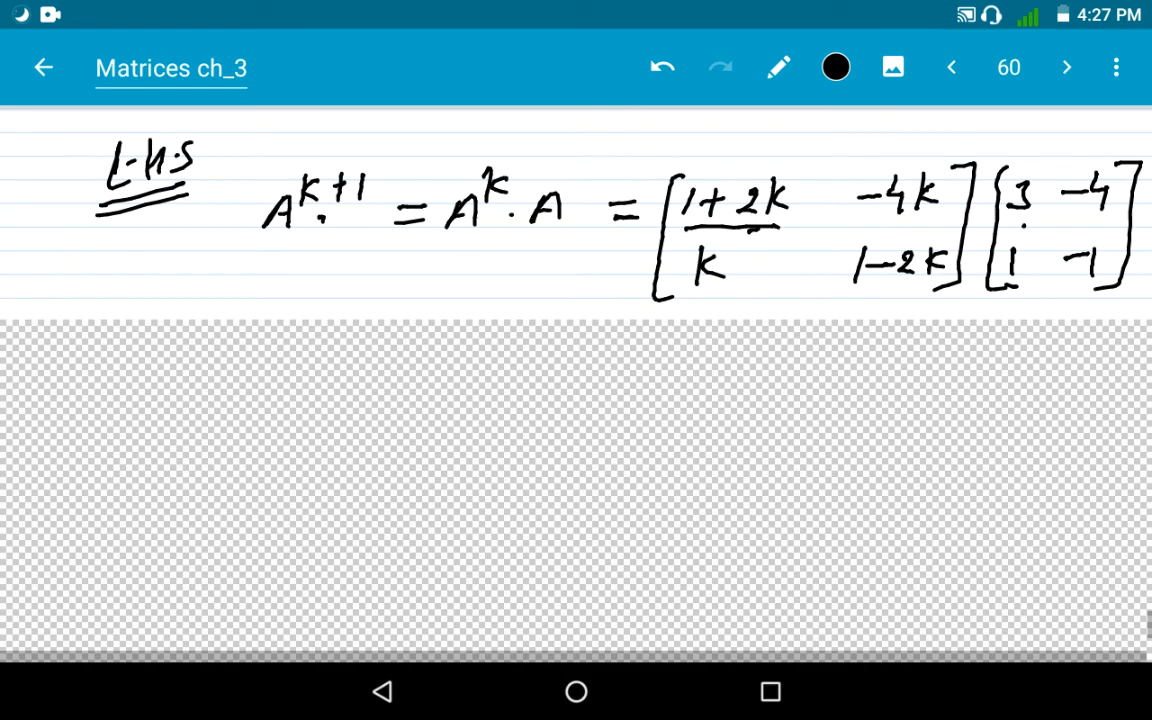 4:27 PM
Matrices ch_3 60
L.H.S
A^{K+1} = A^K . A = [1+2K -4K] [3 -4]
[K 1-2K] [1 -1]